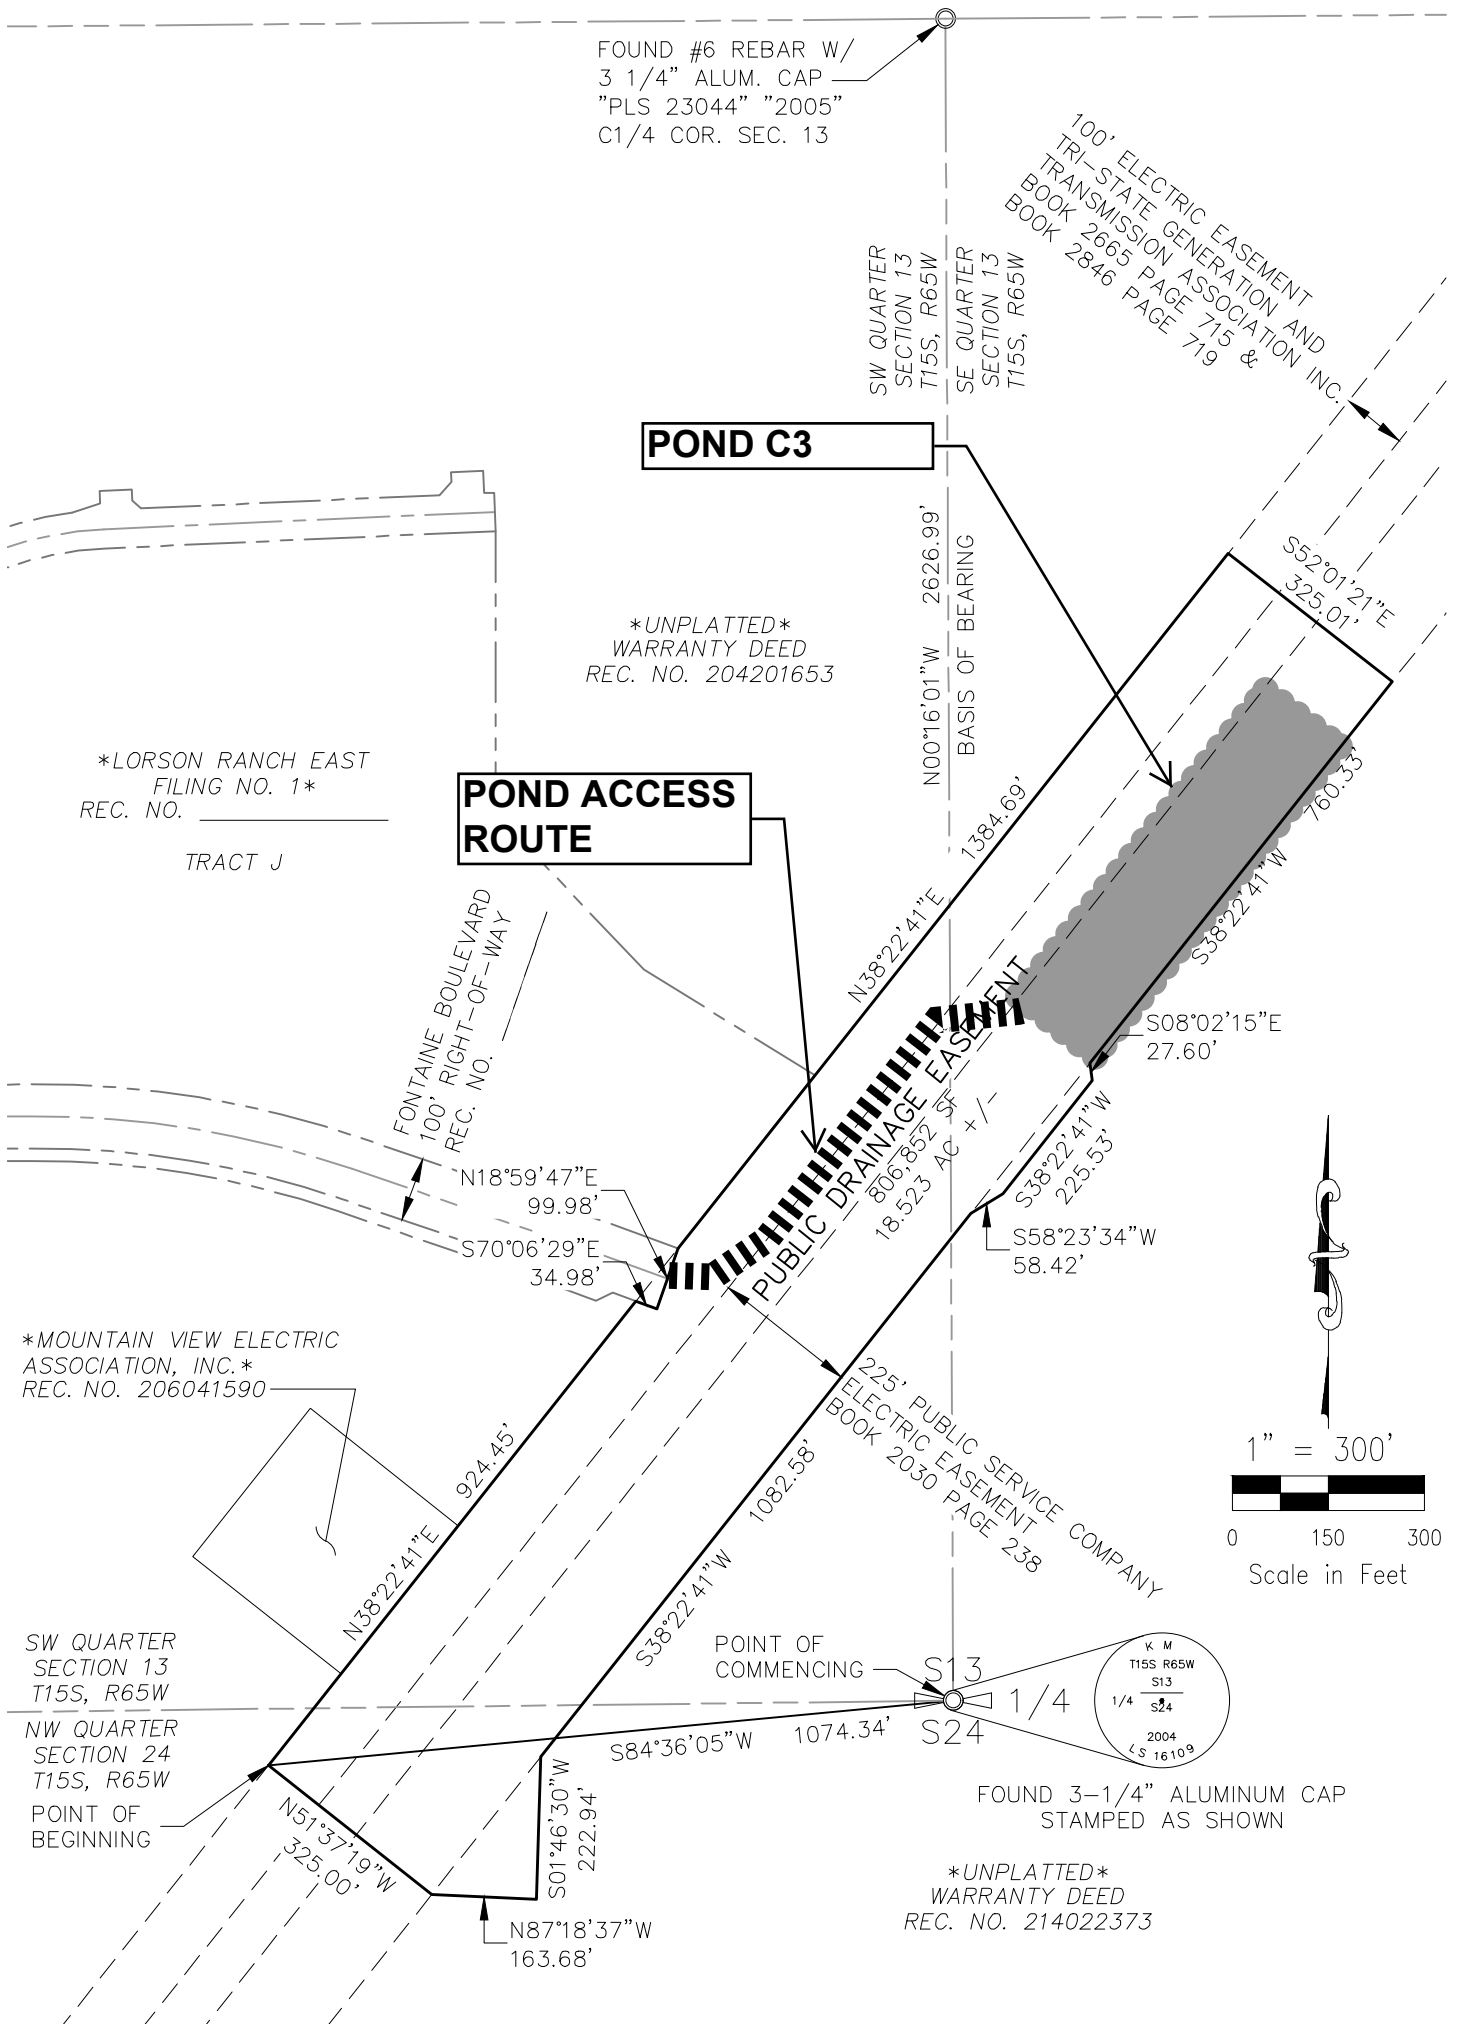 FOUND #6 REBAR W/
3 1/4" ALUM. CAP
"PLS 23044" "2005"
C1/4 COR. SEC. 13
100' ELECTRIC EASEMENT
TRI-STATE GENERATION AND
TRANSMISSION ASSOCIATION INC.
BOOK 2665 PAGE 715 &
BOOK 2846 PAGE 719
SW QUARTER
SECTION 13
T15S, R65W
SE QUARTER
SECTION 13
T15S, R65W
POND C3
N00°16'01"W 2626.99'
BASIS OF BEARING
S52°01'21"E
325.01'
*UNPLATTED*
WARRANTY DEED
REC. NO. 204201653
*LORSON RANCH EAST
FILING NO. 1*
REC. NO. ____________
TRACT J
POND ACCESS
ROUTE
1384.69'
N38°22'41"E
760.33'
S38°22'41"W
FONTAINE BOULEVARD
100' RIGHT-OF-WAY
REC. NO. ____________
PUBLIC DRAINAGE EASEMENT
806,852 SF
18.523 AC +/-
S08°02'15"E
27.60'
S38°22'41"W
225.53'
N18°59'47"E
99.98'
S70°06'29"E
34.98'
S58°23'34"W
58.42'
*MOUNTAIN VIEW ELECTRIC
ASSOCIATION, INC.*
REC. NO. 206041590
225' PUBLIC SERVICE COMPANY
ELECTRIC EASEMENT
BOOK 2030 PAGE 238
924.45'
N38°22'41"E
1082.58'
S38°22'41"W
1" = 300'
0 150 300
Scale in Feet
SW QUARTER
SECTION 13
T15S, R65W
NW QUARTER
SECTION 24
T15S, R65W
POINT OF
BEGINNING
POINT OF
COMMENCING
S13
1/4
S24
K M
T15S R65W
S13
1/4
S24
2004
LS 16109
S84°36'05"W 1074.34'
FOUND 3-1/4" ALUMINUM CAP
STAMPED AS SHOWN
N51°37'19"W
325.00'
S01°46'30"W
222.94'
N87°18'37"W
163.68'
*UNPLATTED*
WARRANTY DEED
REC. NO. 214022373